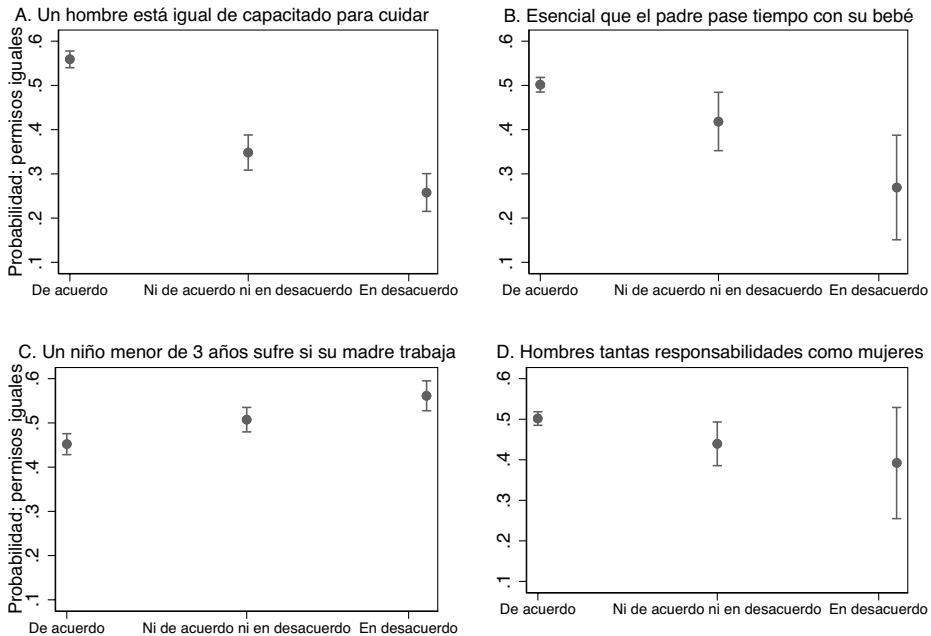 A. Un hombre está igual de capacitado para cuidar
Probabilidad: permisos iguales
.6
.5
.4
.3
.2
.1
De acuerdo
Ni de acuerdo ni en desacuerdo
En desacuerdo
B. Esencial que el padre pase tiempo con su bebé
.6
.5
.4
.3
.2
.1
De acuerdo
Ni de acuerdo ni en desacuerdo
En desacuerdo
C. Un niño menor de 3 años sufre si su madre trabaja
Probabilidad: permisos iguales
.6
.5
.4
.3
.2
.1
De acuerdo
Ni de acuerdo ni en desacuerdo
En desacuerdo
D. Hombres tantas responsabilidades como mujeres
.6
.5
.4
.3
.2
.1
De acuerdo
Ni de acuerdo ni en desacuerdo
En desacuerdo